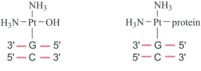 NH₃
H₃N—Pt—OH
3' — G — 5'
5' — C — 3'
NH₃
H₃N—Pt—protein
3' — G — 5'
5' — C — 3'